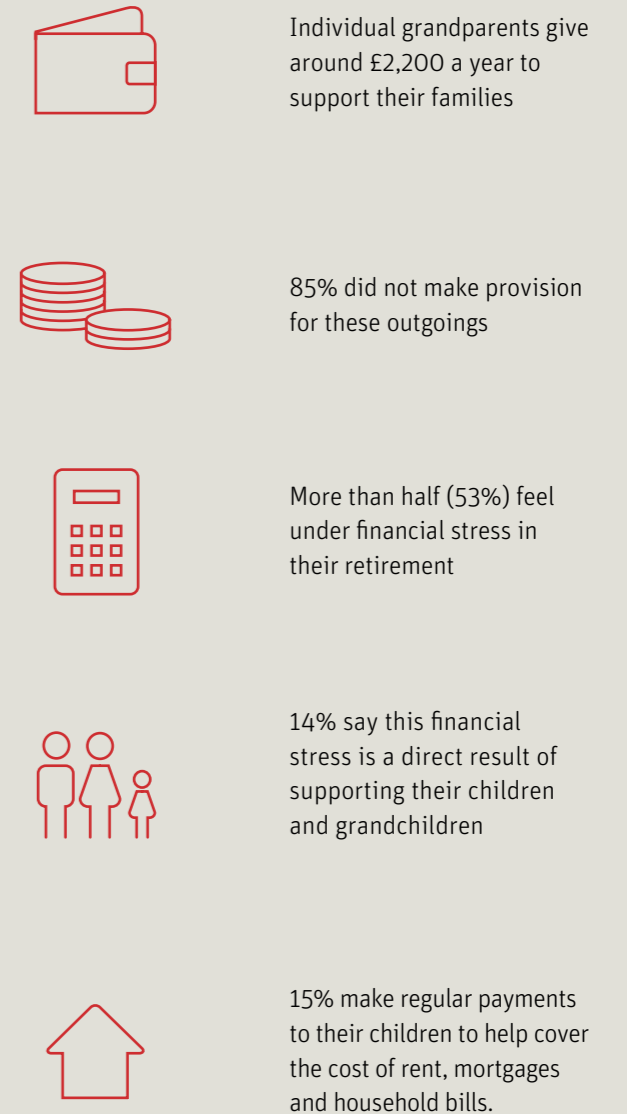 Individual grandparents give
around £2,200 a year to
support their families
85% did not make provision
for these outgoings
More than half (53%) feel
under financial stress in
their retirement
14% say this financial
stress is a direct result of
supporting their children
and grandchildren
15% make regular payments
to their children to help cover
the cost of rent, mortgages
and household bills.